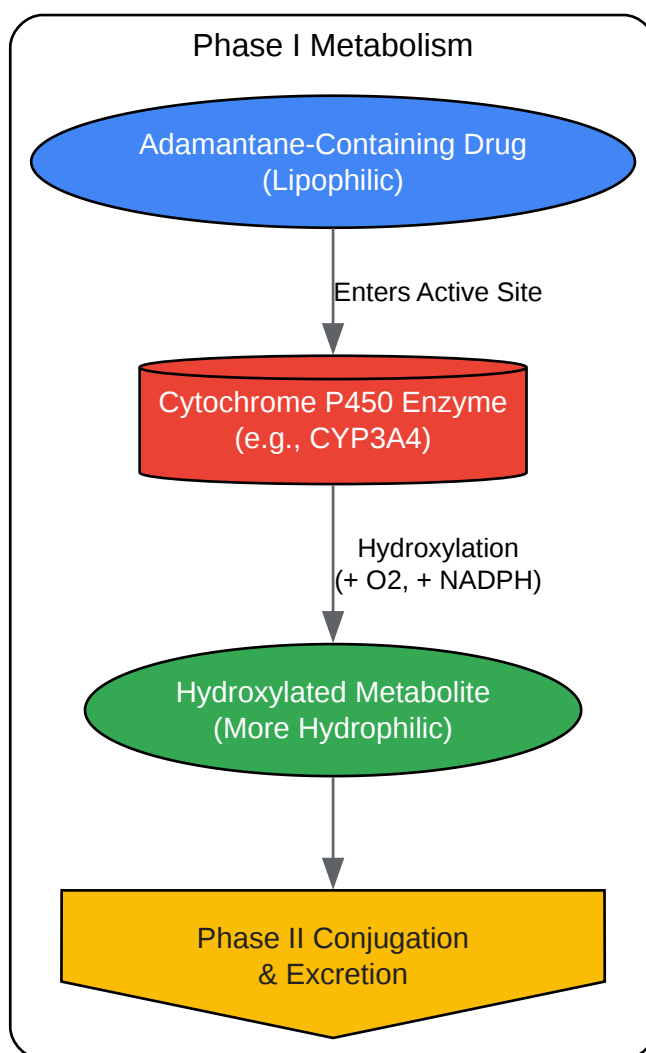 Phase I Metabolism
Adamantane-Containing Drug
(Lipophilic)
Enters Active Site
Cytochrome P450 Enzyme
(e.g., CYP3A4)
Hydroxylation
(+ O2, + NADPH)
Hydroxylated Metabolite
(More Hydrophilic)
Phase II Conjugation
& Excretion